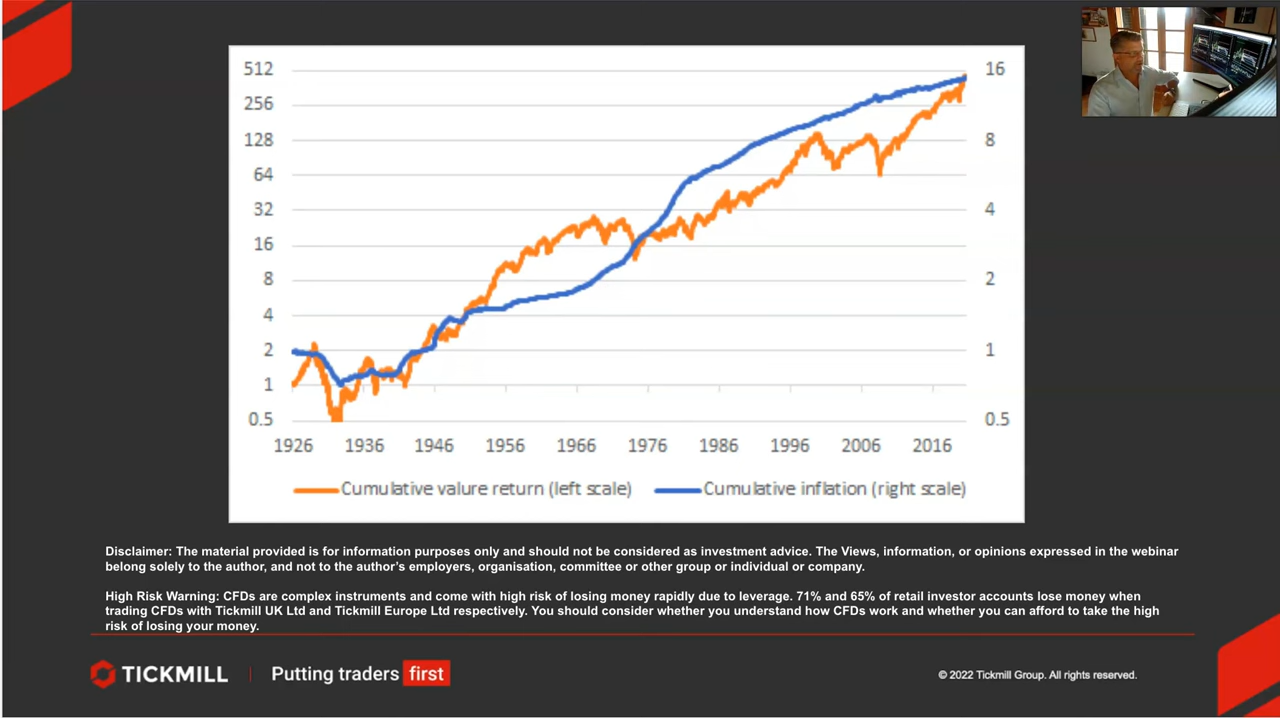 512
256
128
64
32
16
8
4
2
1
0.5
16
8
4
2
1
0.5
1926 1936 1946 1956 1966 1976 1986 1996 2006 2016
Cumulative valure return (left scale) Cumulative inflation (right scale)
Disclaimer: The material provided is for information purposes only and should not be considered as investment advice. The Views, information, or opinions expressed in the webinar
belong solely to the author, and not to the author's employers, organisation, committee or other group or individual or company.
High Risk Warning: CFDs are complex instruments and come with high risk of losing money rapidly due to leverage. 71% and 65% of retail investor accounts lose money when
trading CFDs with Tickmill UK Ltd and Tickmill Europe Ltd respectively. You should consider whether you understand how CFDs work and whether you can afford to take the high
risk of losing your money.
TICKMILL | Putting traders first
© 2022 Tickmill Group. All rights reserved.